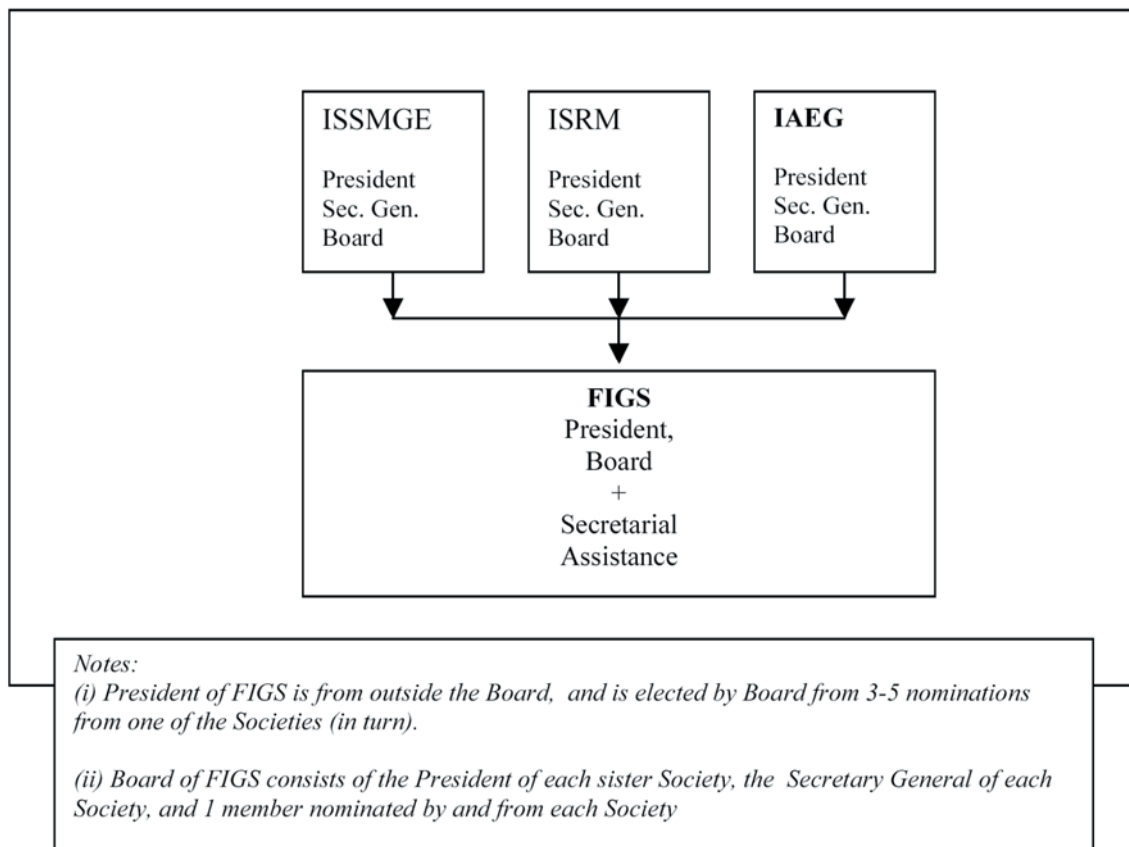 ISSMGE
President
Sec. Gen.
Board
ISRM
President
Sec. Gen.
Board
IAEG
President
Sec. Gen.
Board
FIGS
President,
Board
+
Secretarial
Assistance
Notes:
(i) President of FIGS is from outside the Board, and is elected by Board from 3-5 nominations
from one of the Societies (in turn).
(ii) Board of FIGS consists of the President of each sister Society, the Secretary General of each
Society, and 1 member nominated by and from each Society